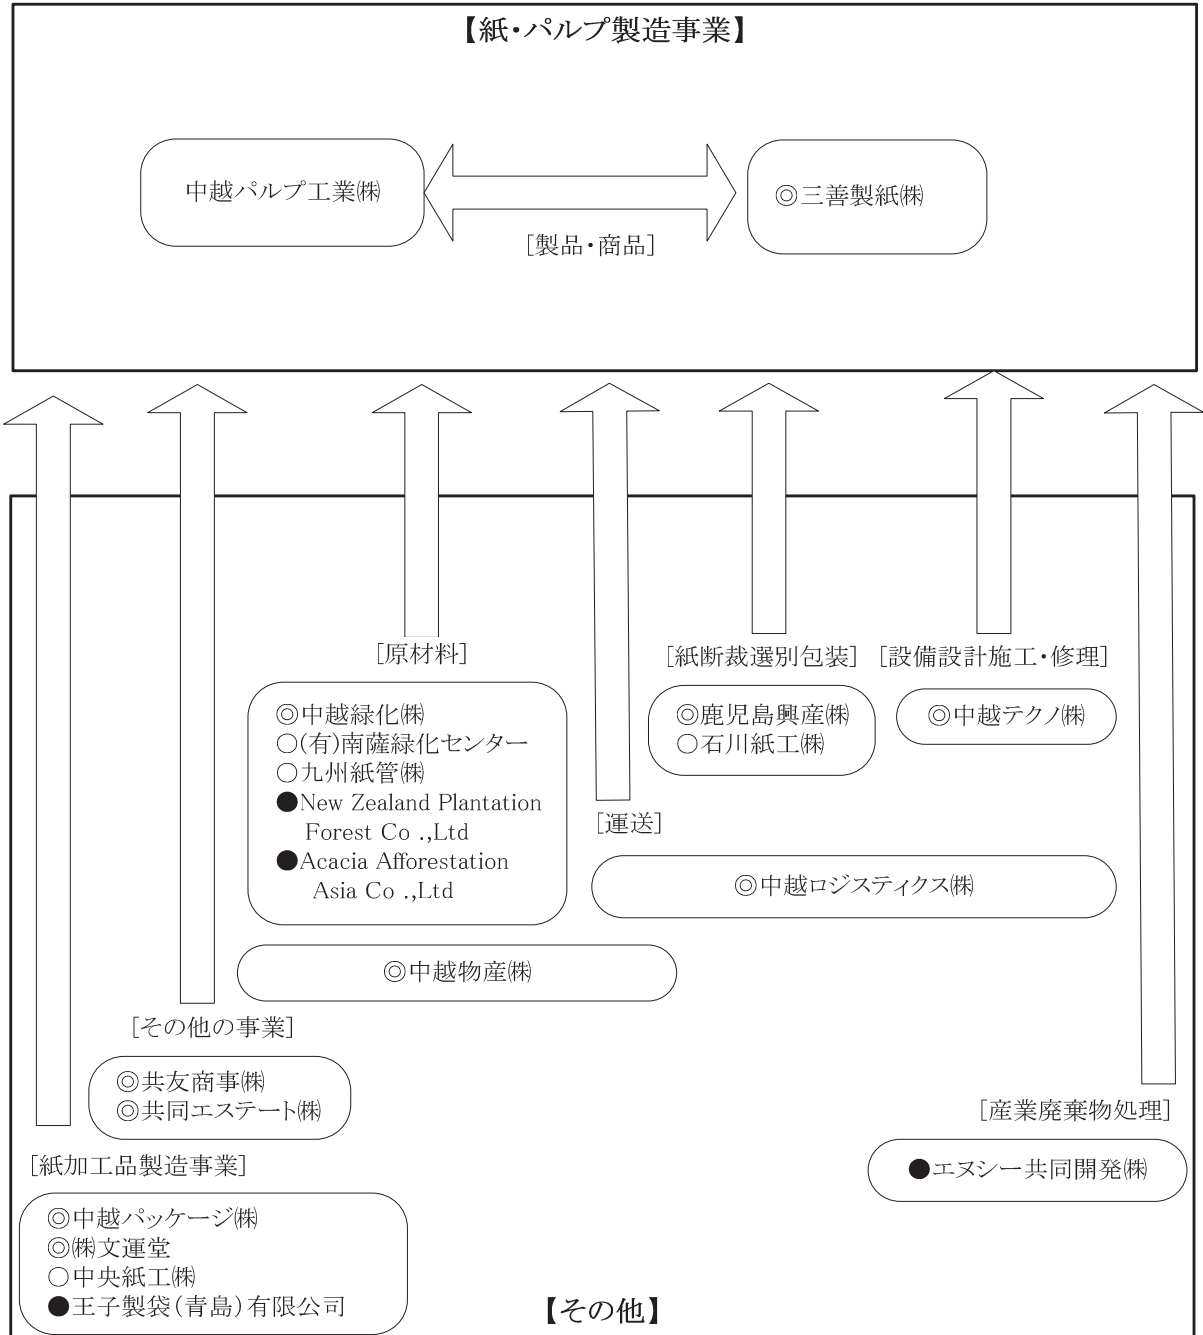 【紙・パルプ製造事業】
中越パルプ工業㈱
◎三善製紙㈱
[製品・商品]
[原材料]
◎中越緑化㈱
○(有)南薩緑化センター
○九州紙管㈱
●New Zealand Plantation
Forest Co .,Ltd
●Acacia Afforestation
Asia Co .,Ltd
[紙断裁選別包装]
◎鹿児島興産㈱
○石川紙工㈱
[設備設計施工・修理]
◎中越テクノ㈱
[運送]
◎中越ロジスティクス㈱
◎中越物産㈱
[その他の事業]
◎共友商事㈱
◎共同エステート㈱
[産業廃棄物処理]
●エヌシー共同開発㈱
[紙加工品製造事業]
◎中越パッケージ㈱
◎㈱文運堂
○中央紙工㈱
●王子製袋(青島)有限公司
【その他】